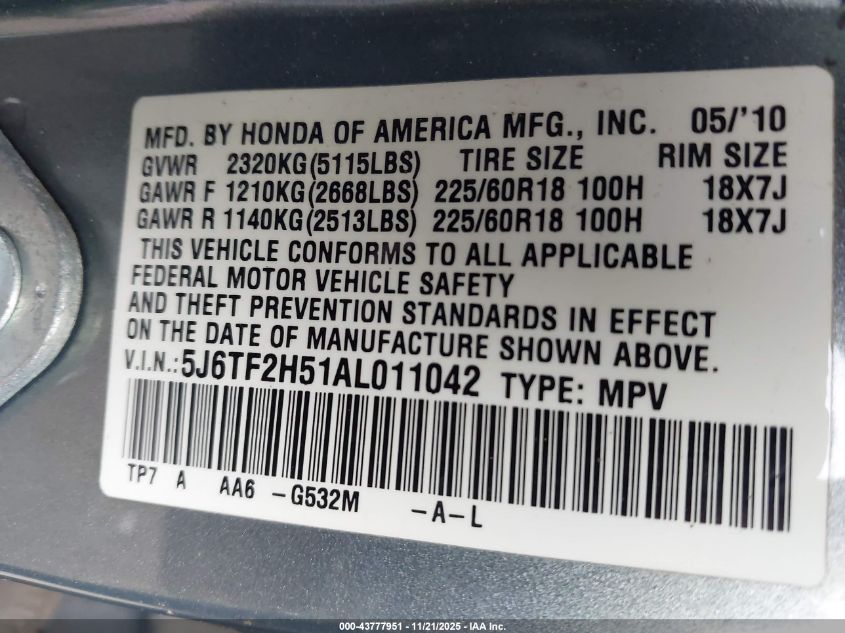 MFD. BY HONDA OF AMERICA MFG., INC. 05/'10
GVWR 2320KG(5115LBS) TIRE SIZE RIM SIZE
GAWR F 1210KG(2668LBS) 225/60R18 100H 18X7J
GAWR R 1140KG(2513LBS) 225/60R18 100H 18X7J
THIS VEHICLE CONFORMS TO ALL APPLICABLE
FEDERAL MOTOR VEHICLE SAFETY
AND THEFT PREVENTION STANDARDS IN EFFECT
ON THE DATE OF MANUFACTURE SHOWN ABOVE.
V.I.N.:5J6TF2H51AL011042 TYPE: MPV
TP7 A AA6 -G532M -A-L
000-43777951 - 11/21/2025 - IAA Inc.